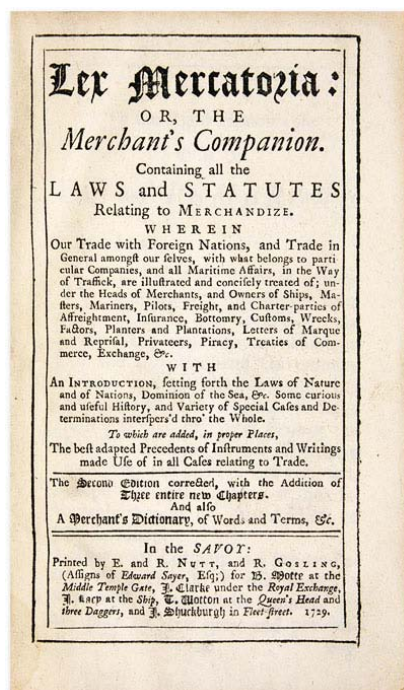 Lex Mercatoria:
OR, THE
Merchant's Companion.
Containing all the
LAWS and STATUTES
Relating to MERCHANDIZE.
WHEREIN
Our Trade with Foreign Nations, and Trade in
General amongſt our ſelves, with what belongs to parti
cular Companies, and all Maritime Affairs, in the Way
of Traffick, are illuſtrated and conciſely treated of; un-
der the Heads of Merchants, and Owners of Ships, Ma-
ſters, Mariners, Pilots, Freight, and Charter-parties of
Affreightment, Inſurance, Bottomry, Cuſtoms, Wrecks,
Factors, Planters and Plantations, Letters of Marque
and Repriſal, Privateers, Piracy, Treaties of Com-
merce, Exchange, &c.
WITH
An INTRODUCTION, ſetting forth the Laws of Nature
and of Nations, Dominion of the Sea, &c. Some curious
and uſeful Hiſtory, and Variety of Special Caſes and De-
terminations interſpers'd thro' the Whole.
To which are added, in proper Places,
The beſt adapted Precedents of Inſtruments and Writings
made Uſe of in all Caſes relating to Trade.
The Second Edition corrected, with the Addition of
Three entire new Chapters.
And alſo
A Merchant's Dictionary, of Words and Terms, &c.
In the SAVOY:
Printed by E. and R. NUTT, and R. GOSLING,
(Aſſigns of Edward Sayer, Eſq;) for B. Motte at the
Middle Temple Gate, J. Clarke under the Royal Exchange,
J. at the Ship, T. Wotton at the Queen's Head and
three Daggers, and J. Shuckburgh in Fleet-ſtreet. 1729.